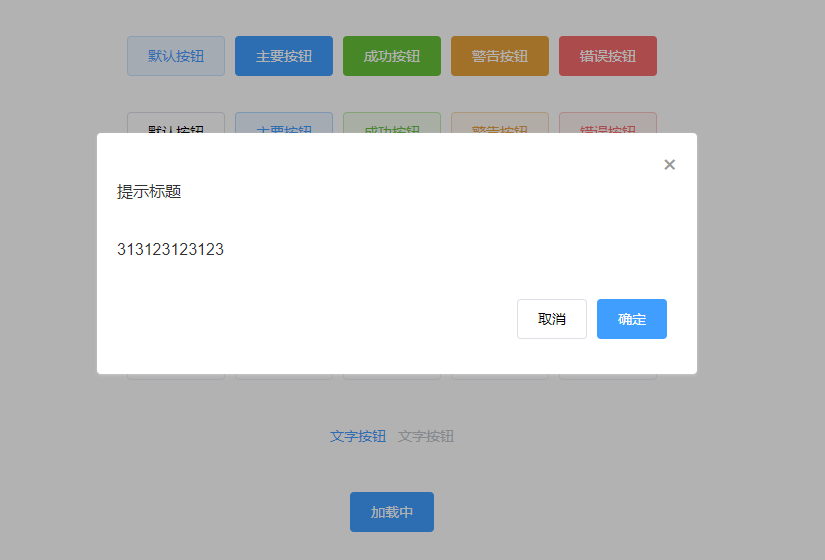 默认按钮 主要按钮 成功按钮 警告按钮 错误按钮
默认按钮 主要按钮 成功按钮 警告按钮 错误按钮
×
提示标题
313123123123
取消 确定
文字按钮 文字按钮
加载中